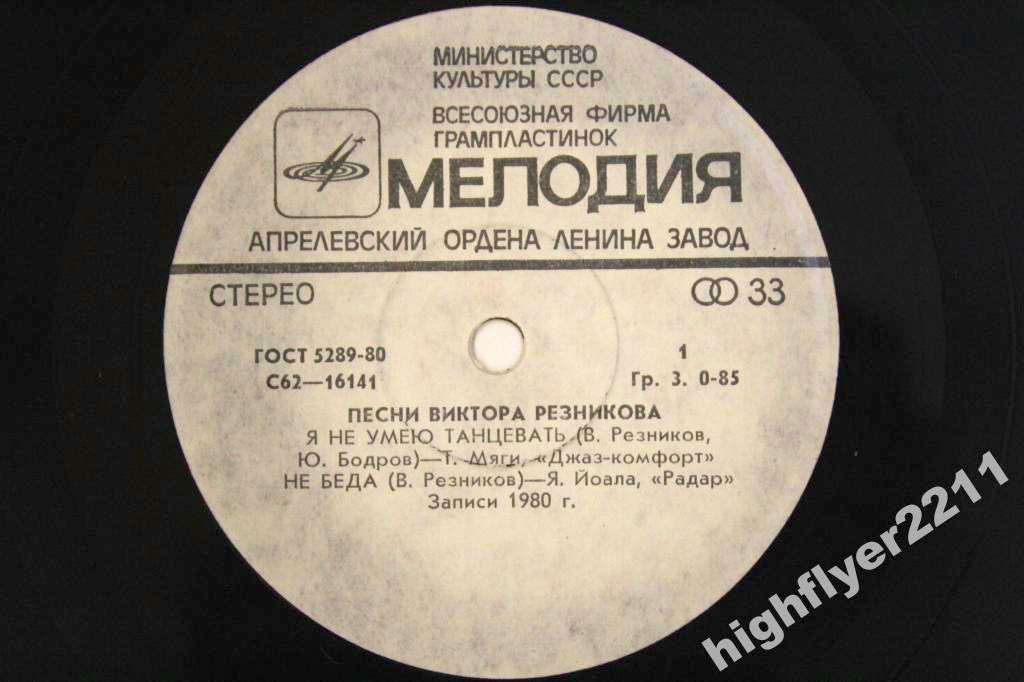 МИНИСТЕРСТВО
КУЛЬТУРЫ СССР
ВСЕСОЮЗНАЯ ФИРМА
ГРАМПЛАСТИНОК
МЕЛОДИЯ
АПРЕЛЕВСКИЙ ОРДЕНА ЛЕНИНА ЗАВОД
СТЕРЕО 33
ГОСТ 5289-80 1
С62—16141 Гр. 3. 0-85
ПЕСНИ ВИКТОРА РЕЗНИКОВА
Я НЕ УМЕЮ ТАНЦЕВАТЬ (В. Резников,
Ю. Бодров)—Т. Мяги, «Джаз-комфорт»
НЕ БЕДА (В. Резников)—Я. Йоала, «Радар»
Записи 1980 г.
highflyer2211